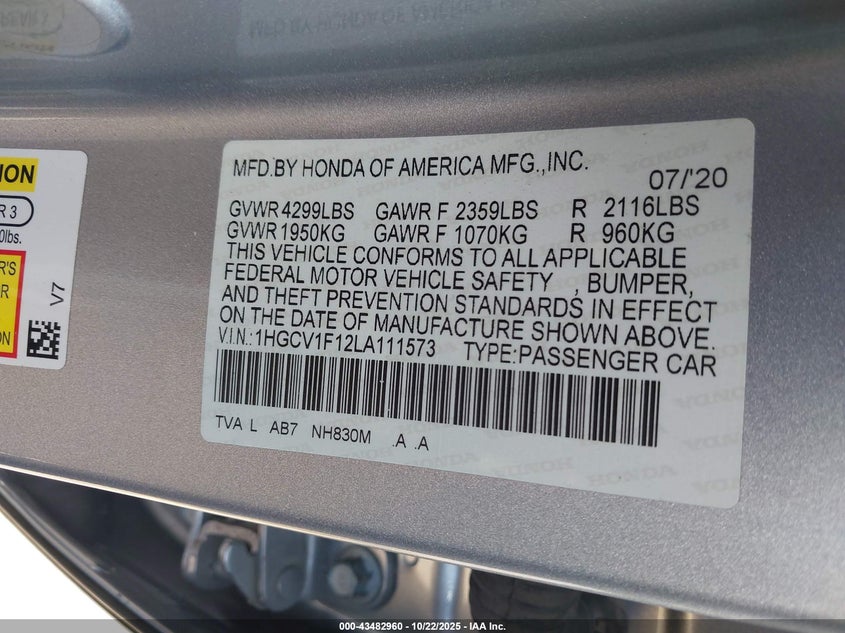 MFD.BY HONDA OF AMERICA MFG.,INC.
07/'20
GVWR 4299LBS GAWR F 2359LBS R 2116LBS
GVWR 1950KG GAWR F 1070KG R 960KG
THIS VEHICLE CONFORMS TO ALL APPLICABLE
FEDERAL MOTOR VEHICLE SAFETY , BUMPER,
AND THEFT PREVENTION STANDARDS IN EFFECT
ON THE DATE OF MANUFACTURE SHOWN ABOVE.
V.I.N.: 1HGCV1F12LA111573 TYPE:PASSENGER CAR
TVA L AB7 NH830M .A .A
ION
R 3
0lbs.
R'S
R
ON
V7
000-43482960 - 10/22/2025 - IAA Inc.